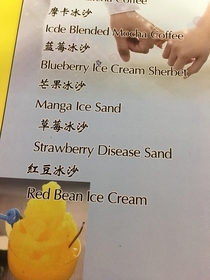 Coffee
摩卡冰沙
Icde Blended Mocha Coffee
蓝莓冰沙
Blueberry Ice Cream Sherbet
芒果冰沙
Manga Ice Sand
草莓冰沙
Strawberry Disease Sand
红豆冰沙
Red Bean Ice Cream